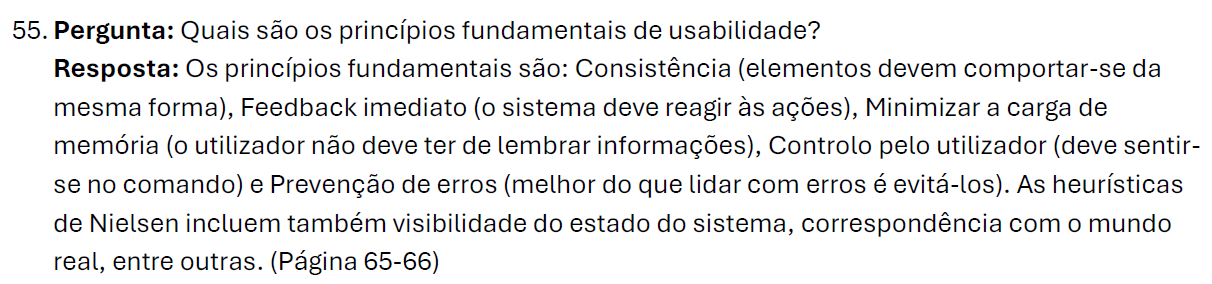 55. Pergunta: Quais são os princípios fundamentais de usabilidade?
Resposta: Os princípios fundamentais são: Consistência (elementos devem comportar-se da
mesma forma), Feedback imediato (o sistema deve reagir às ações), Minimizar a carga de
memória (o utilizador não deve ter de lembrar informações), Controlo pelo utilizador (deve sentir-
se no comando) e Prevenção de erros (melhor do que lidar com erros é evitá-los). As heurísticas
de Nielsen incluem também visibilidade do estado do sistema, correspondência com o mundo
real, entre outras. (Página 65-66)